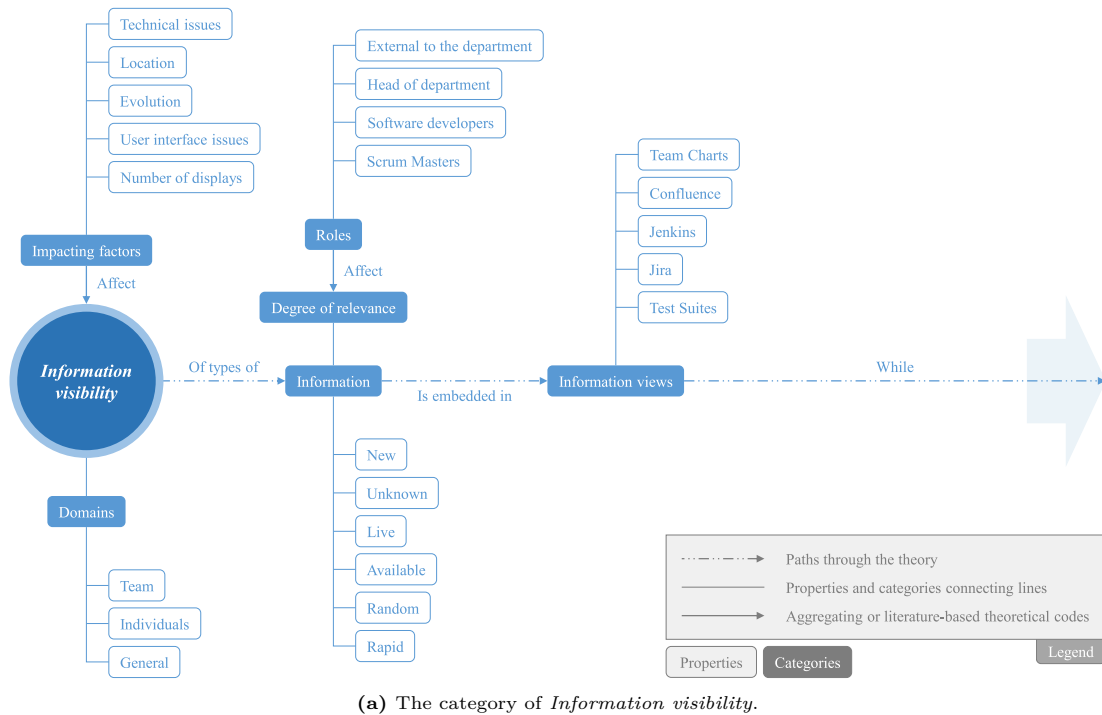 Technical issues
Location
Evolution
User interface issues
Number of displays
Impacting factors
Affect
Information
visibility
Domains
Team
Individuals
General
Of types of
External to the department
Head of department
Software developers
Scrum Masters
Roles
Affect
Degree of relevance
Information
New
Unknown
Live
Available
Random
Rapid
Is embedded in
Team Charts
Confluence
Jenkins
Jira
Test Suites
Information views
While
Paths through the theory
Properties and categories connecting lines
Aggregating or literature-based theoretical codes
Legend
Properties
Categories
(a) The category of Information visibility.